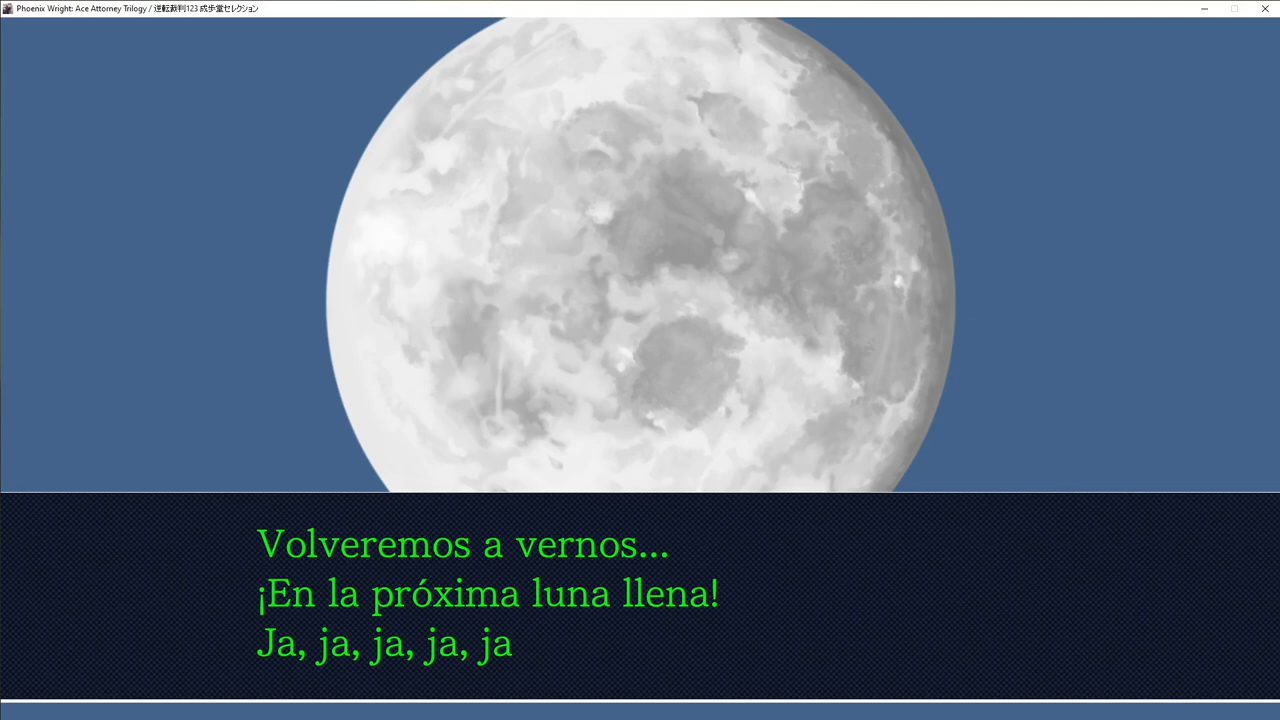 Phoenix Wright: Ace Attorney Trilogy / 逆転裁判123 成歩堂セレクション
Volveremos a vernos...
¡En la próxima luna llena!
Ja, ja, ja, ja, ja